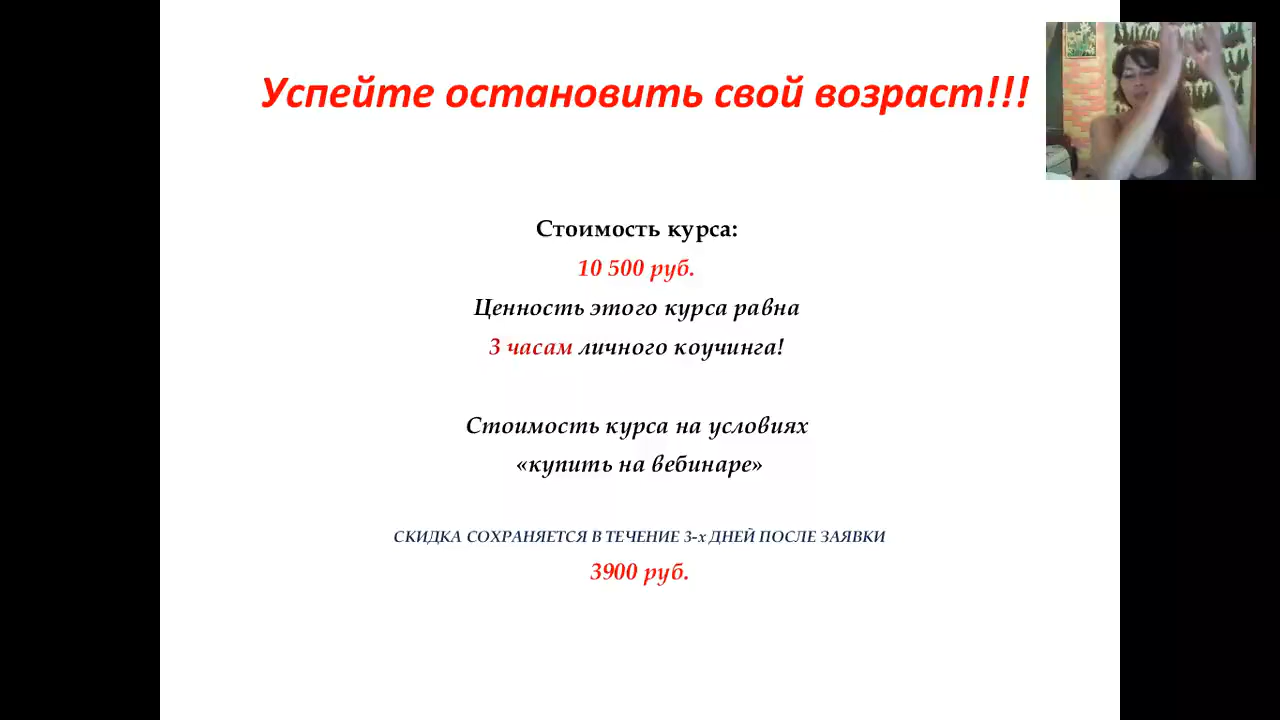 Успейте остановить свой возраст!!!
Стоимость курса:
10 500 руб.
Ценность этого курса равна
3 часам личного коучинга!
Стоимость курса на условиях
«купить на вебинаре»
СКИДКА СОХРАНЯЕТСЯ В ТЕЧЕНИЕ 3-х ДНЕЙ ПОСЛЕ ЗАЯВКИ
3900 руб.